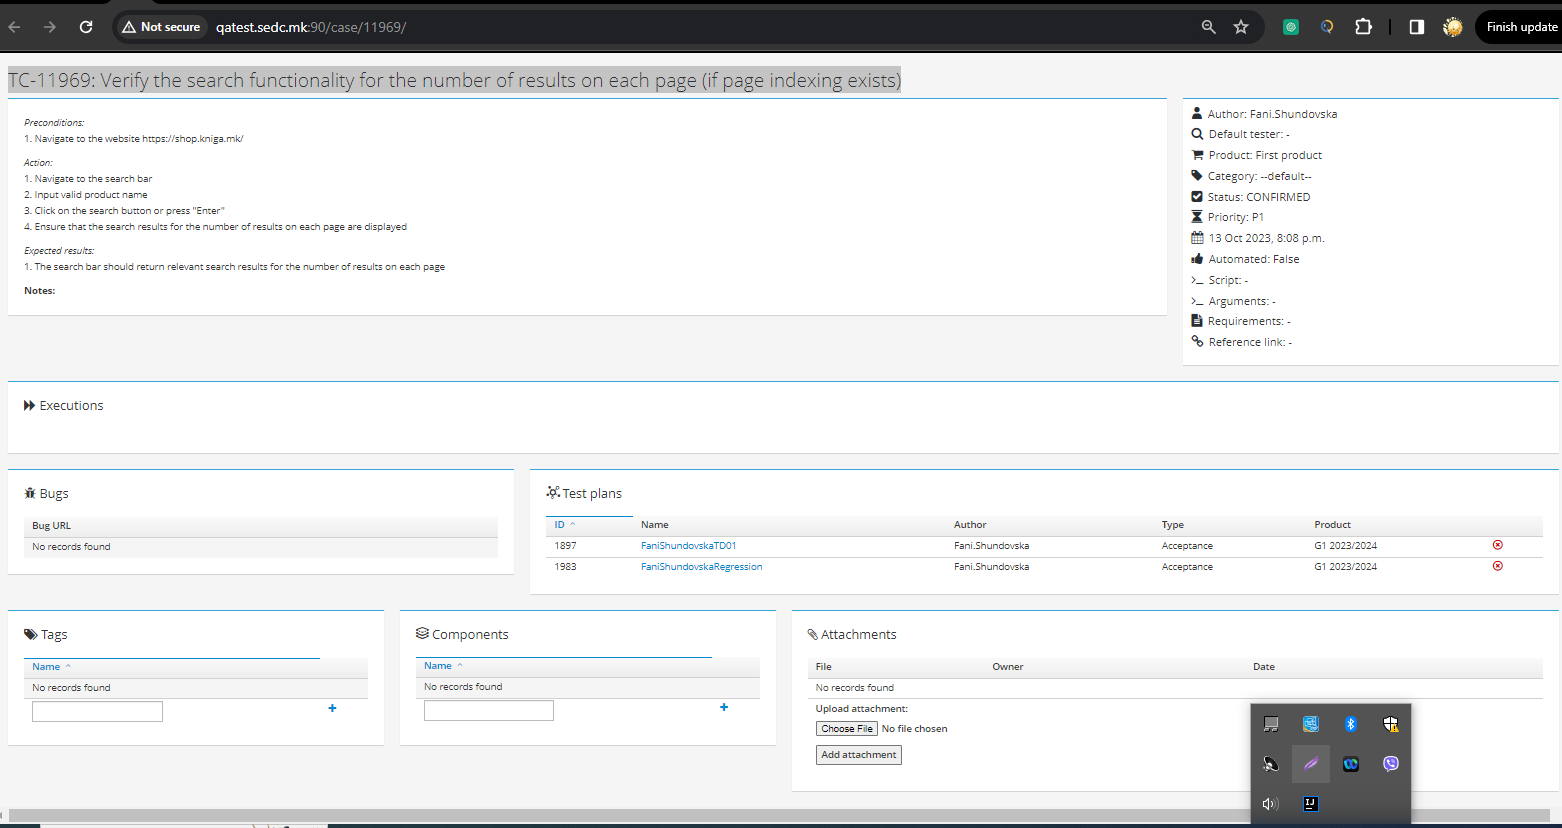 Not secure
qatest.sedc.mk:90/case/11969/
Finish update
TC-11969: Verify the search functionality for the number of results on each page (if page indexing exists)
Preconditions:
1. Navigate to the website https://shop.kniga.mk/
Action:
1. Navigate to the search bar
2. Input valid product name
3. Click on the search button or press "Enter"
4. Ensure that the search results for the number of results on each page are displayed
Expected results:
1. The search bar should return relevant search results for the number of results on each page
Notes:
Author: Fani.Shundovska
Default tester: -
Product: First product
Category: --default--
Status: CONFIRMED
Priority: P1
13 Oct 2023, 8:08 p.m.
Automated: False
Script: -
Arguments: -
Requirements: -
Reference link: -
Executions
Bugs
Bug URL
No records found
Test plans
ID Name Author Type Product
1897 FaniShundovskaTD01 Fani.Shundovska Acceptance G1 2023/2024
1983 FaniShundovskaRegression Fani.Shundovska Acceptance G1 2023/2024
Tags
Name
No records found
Components
Name
No records found
Attachments
File Owner Date
No records found
Upload attachment:
Choose File No file chosen
Add attachment
IJ